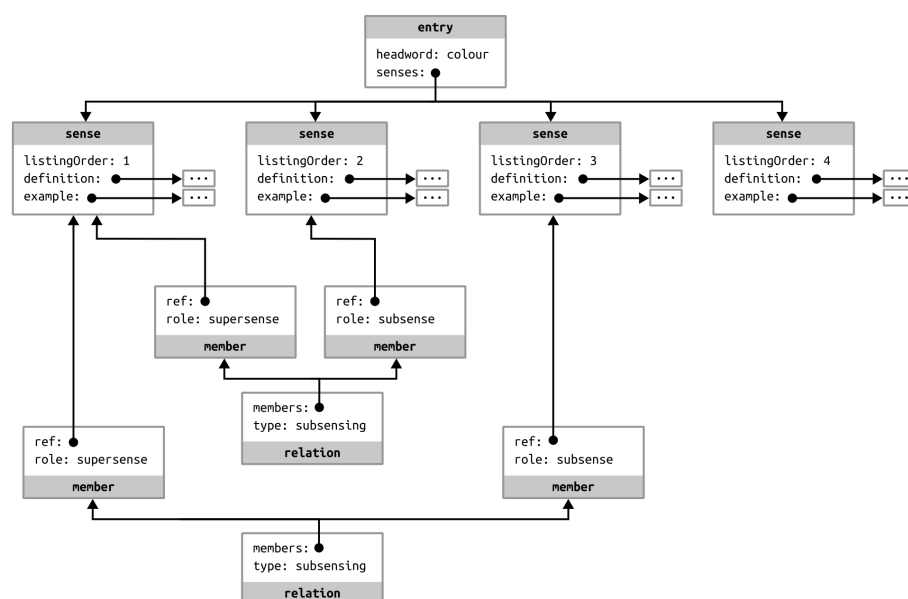 entry
headword: colour
senses:
sense
listingOrder: 1
definition: ...
example: ...
sense
listingOrder: 2
definition: ...
example: ...
sense
listingOrder: 3
definition: ...
example: ...
sense
listingOrder: 4
definition: ...
example: ...
ref:
role: supersense
member
ref:
role: subsense
member
members:
type: subsensing
relation
ref:
role: supersense
member
ref:
role: subsense
member
members:
type: subsensing
relation